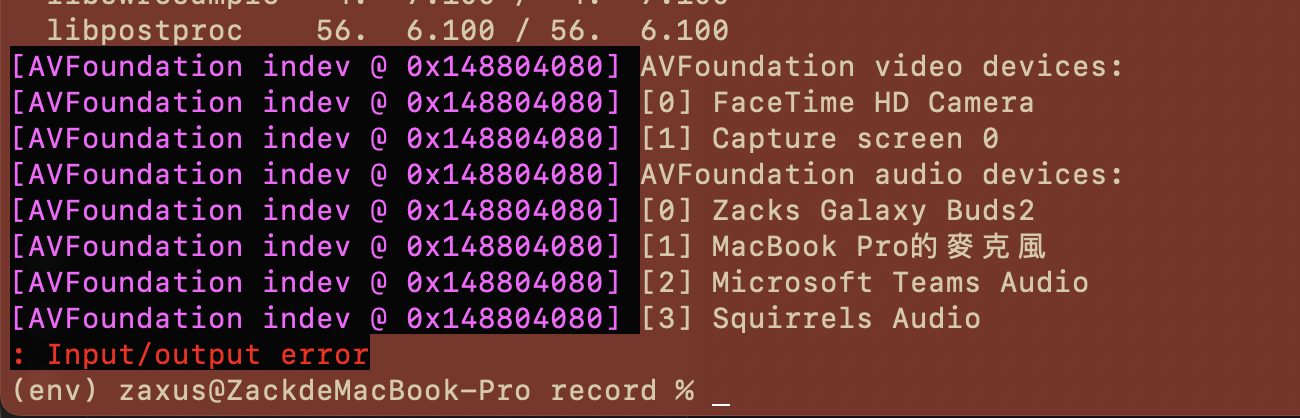 libswresample 4. 7.100 / 4. 7.100
libpostproc 56. 6.100 / 56. 6.100
[AVFoundation indev @ 0x148804080] AVFoundation video devices:
[AVFoundation indev @ 0x148804080] [0] FaceTime HD Camera
[AVFoundation indev @ 0x148804080] [1] Capture screen 0
[AVFoundation indev @ 0x148804080] AVFoundation audio devices:
[AVFoundation indev @ 0x148804080] [0] Zacks Galaxy Buds2
[AVFoundation indev @ 0x148804080] [1] MacBook Pro的麥克風
[AVFoundation indev @ 0x148804080] [2] Microsoft Teams Audio
[AVFoundation indev @ 0x148804080] [3] Squirrels Audio
: Input/output error
(env) zaxus@ZackdeMacBook-Pro record % _